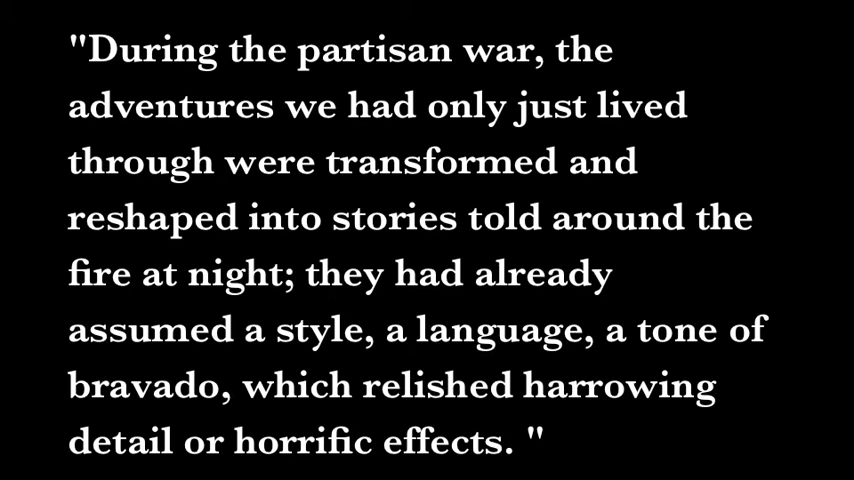 "During the partisan war, the
adventures we had only just lived
through were transformed and
reshaped into stories told around the
fire at night; they had already
assumed a style, a language, a tone of
bravado, which relished harrowing
detail or horrific effects. "